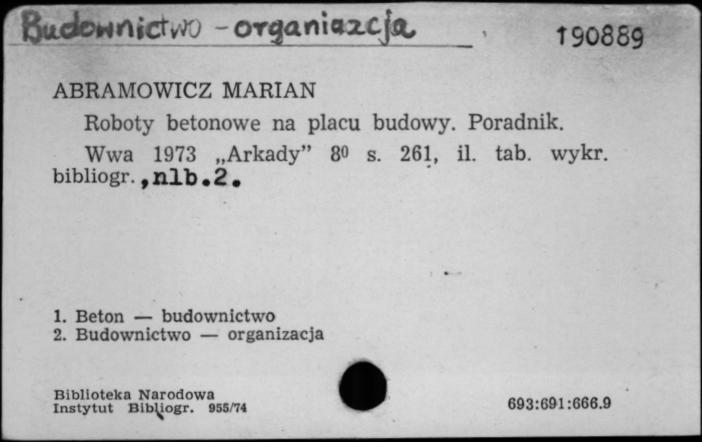 Budownictwo - organiazcja
190889
ABRAMOWICZ MARIAN
Roboty betonowe na placu budowy. Poradnik.
Wwa 1973 „Arkady” 8⁰ s. 261, il. tab. wykr.
bibliogr. ,nlb.2.
1. Beton — budownictwo
2. Budownictwo — organizacja
Biblioteka Narodowa
Instytut Bibliogr. 955/74
693:691:666.9